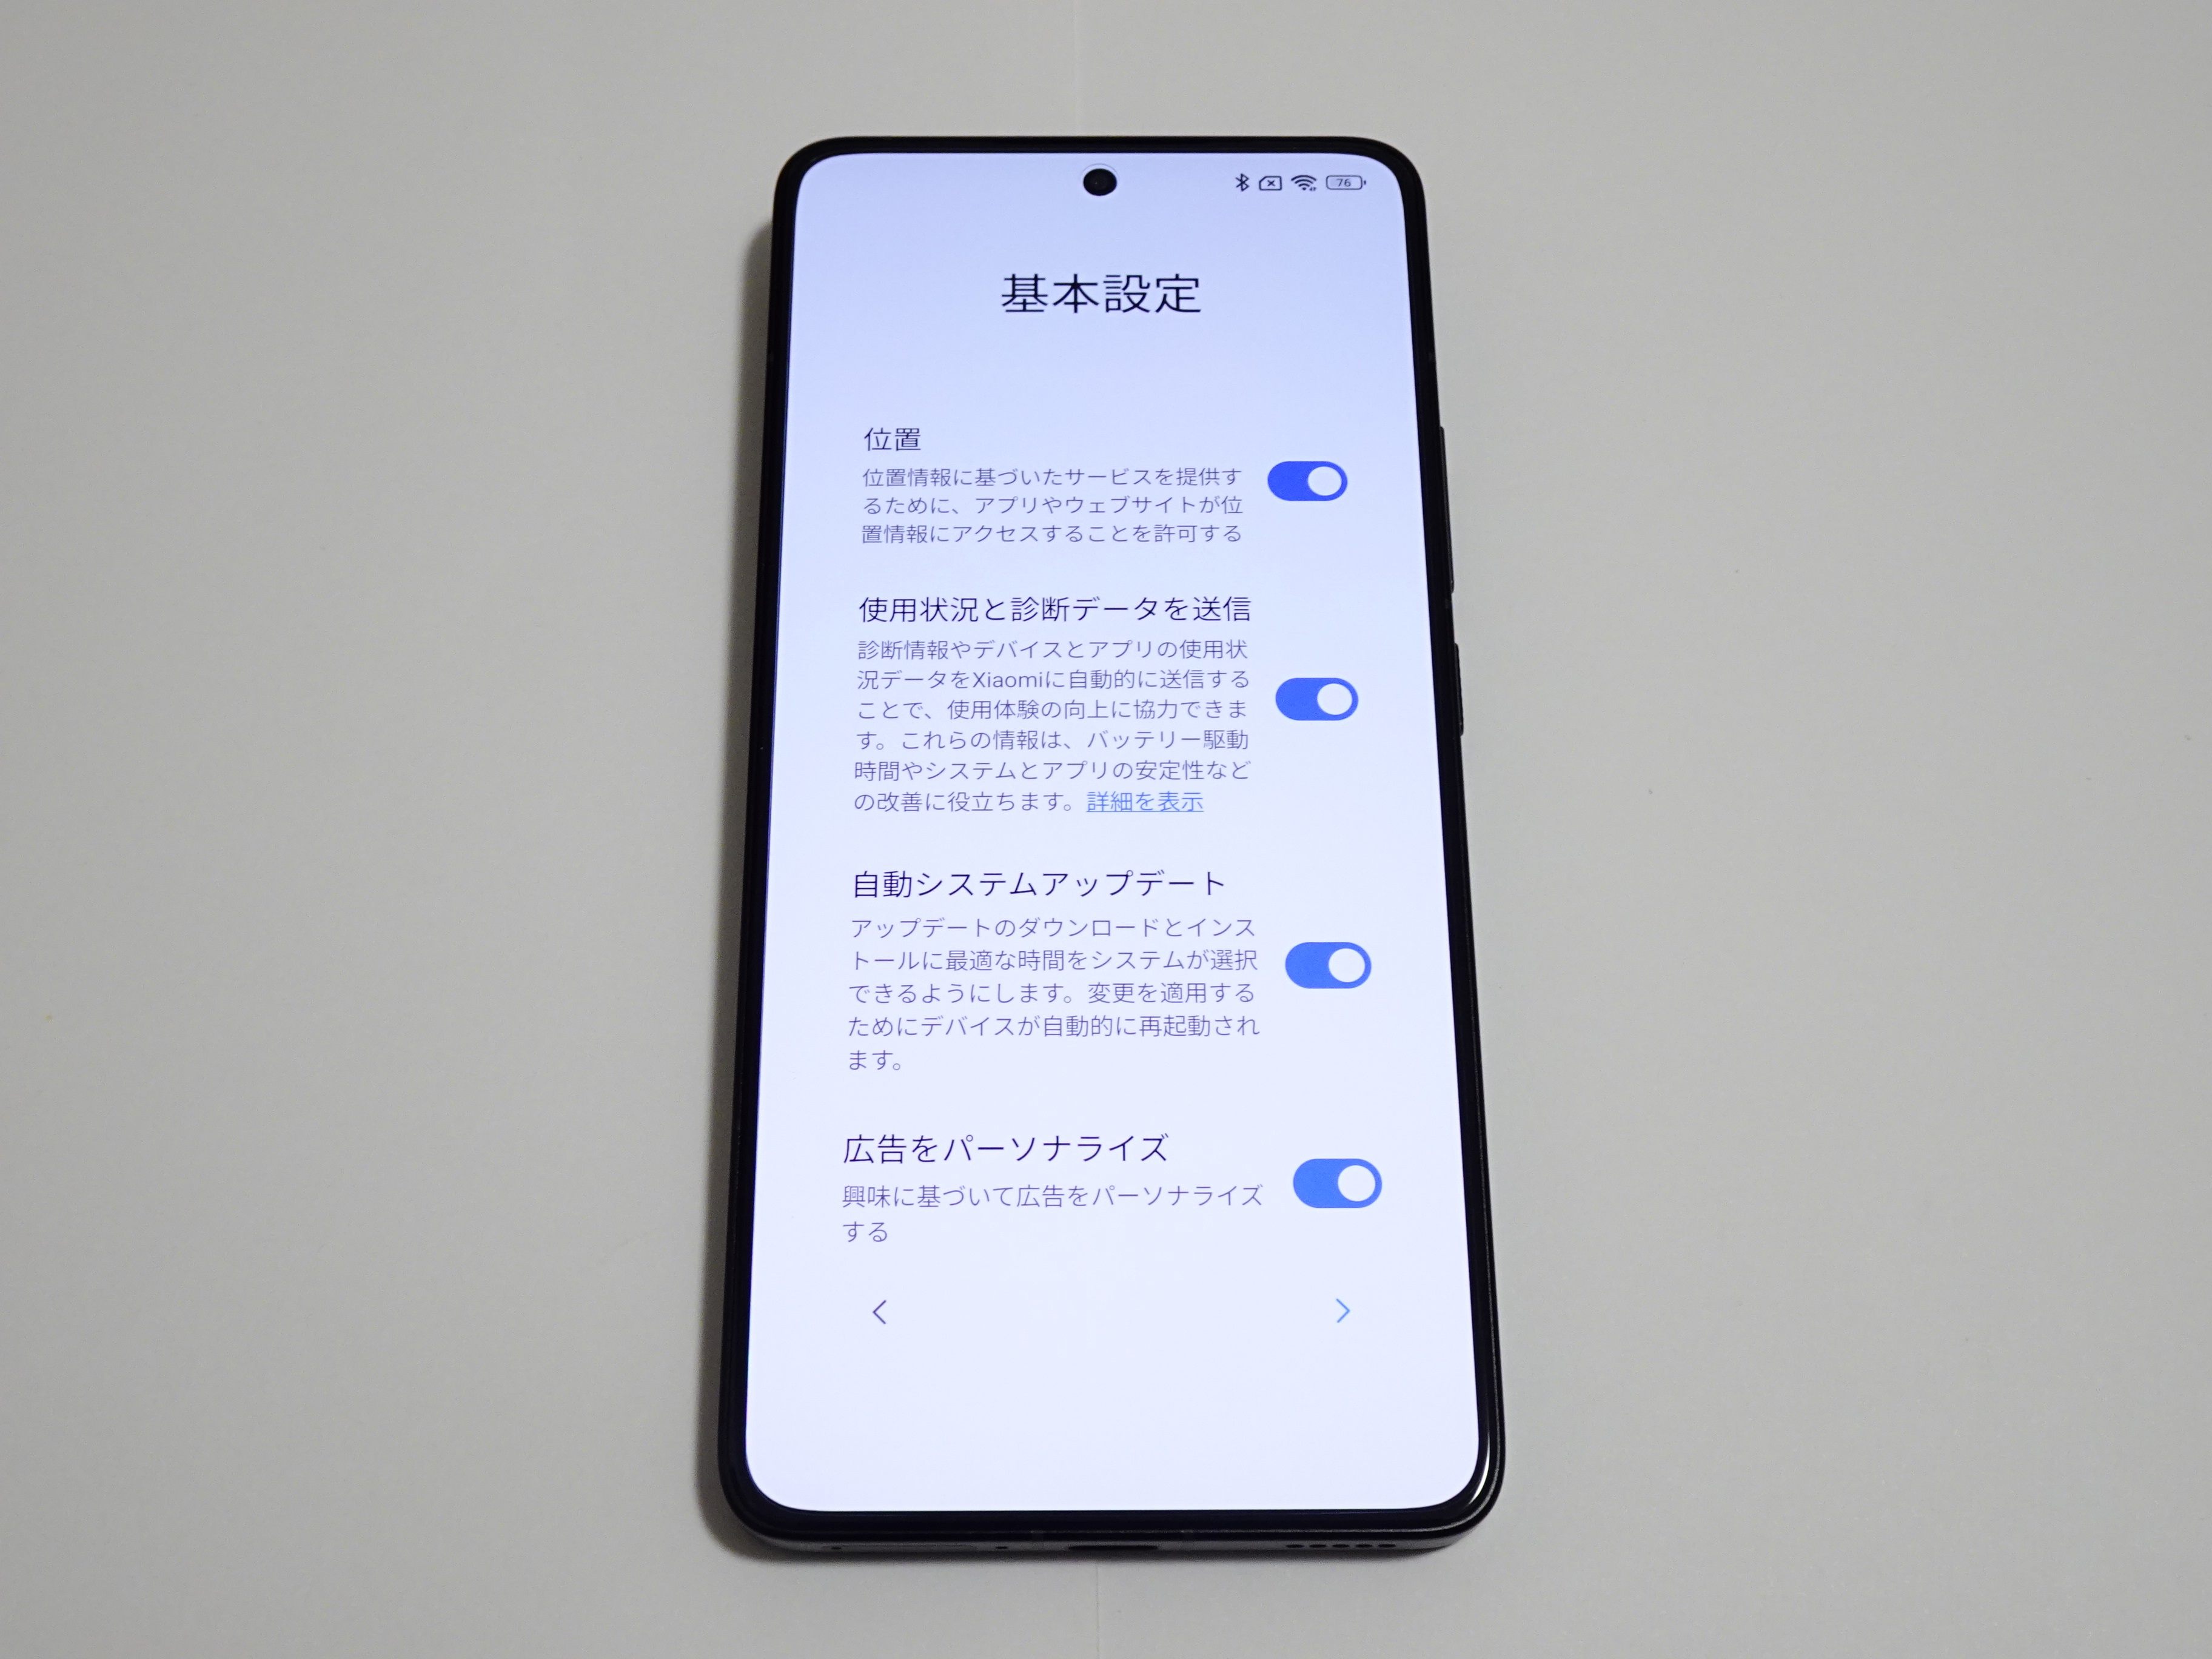 76
基本設定
位置
位置情報に基づいたサービスを提供す
るために、アプリやウェブサイトが位
置情報にアクセスすることを許可する
使用状況と診断データを送信
診断情報やデバイスとアプリの使用状
況データをXiaomiに自動的に送信する
ことで、使用体験の向上に協力できま
す。これらの情報は、バッテリー駆動
時間やシステムとアプリの安定性など
の改善に役立ちます。詳細を表示
自動システムアップデート
アップデートのダウンロードとインス
トールに最適な時間をシステムが選択
できるようにします。変更を適用する
ためにデバイスが自動的に再起動され
ます。
広告をパーソナライズ
興味に基づいて広告をパーソナライズ
する